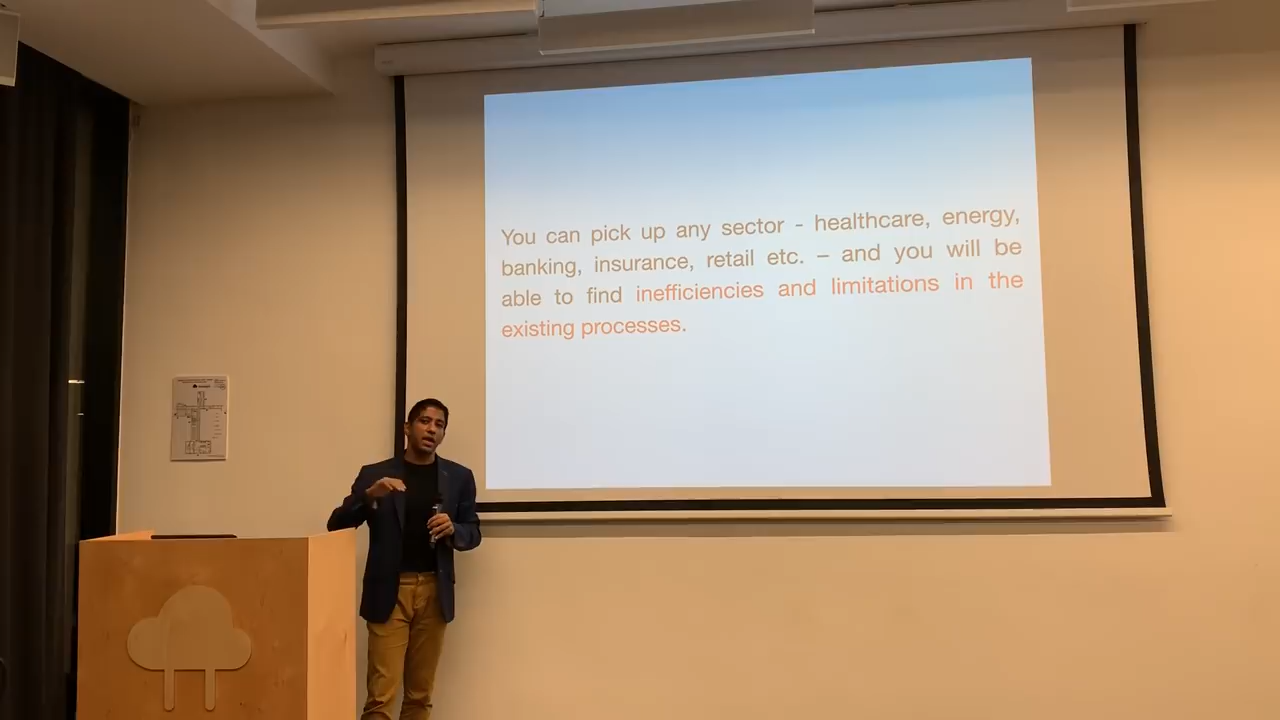 You can pick up any sector - healthcare, energy,
banking, insurance, retail etc. – and you will be
able to find inefficiencies and limitations in the
existing processes.